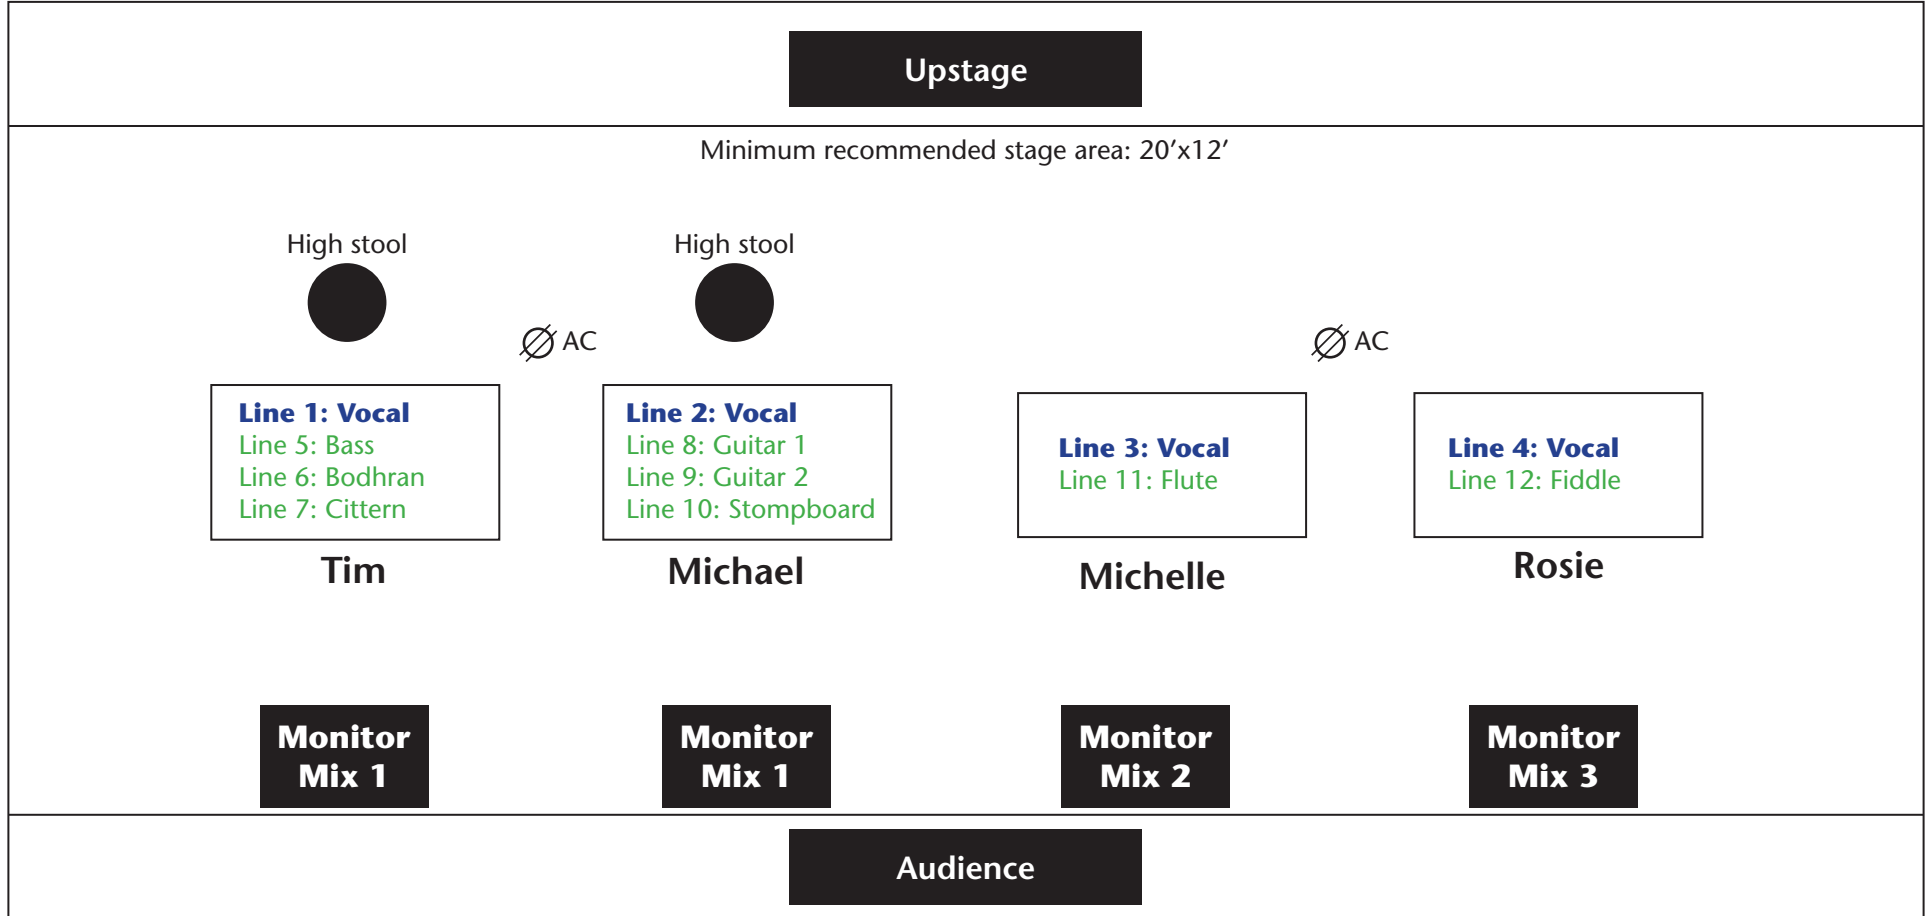 Upstage
Minimum recommended stage area: 20′x12′
High stool
High stool
AC
AC
Line 1: Vocal
Line 5: Bass
Line 6: Bodhran
Line 7: Cittern
Tim
Line 2: Vocal
Line 8: Guitar 1
Line 9: Guitar 2
Line 10: Stompboard
Michael
Line 3: Vocal
Line 11: Flute
Michelle
Line 4: Vocal
Line 12: Fiddle
Rosie
Monitor
Mix 1
Monitor
Mix 1
Monitor
Mix 2
Monitor
Mix 3
Audience